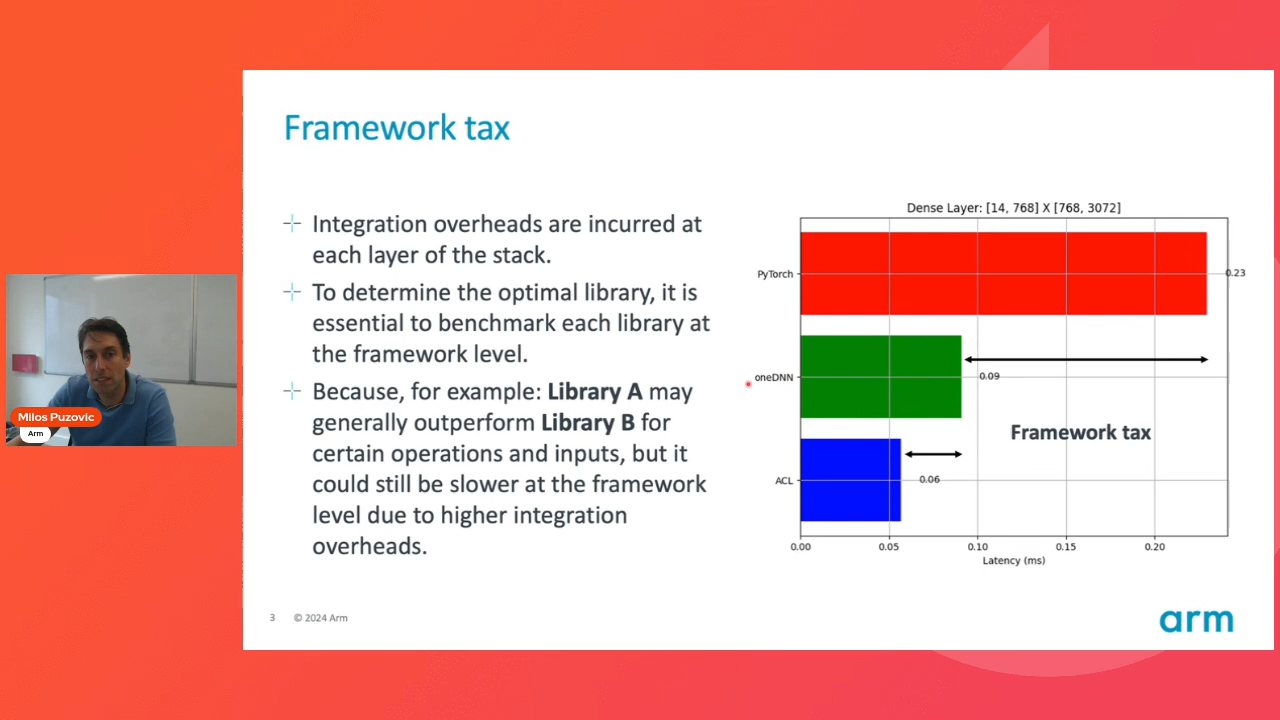 Framework tax
Integration overheads are incurred at
each layer of the stack.
To determine the optimal library, it is
essential to benchmark each library at
the framework level.
Because, for example: Library A may
generally outperform Library B for
certain operations and inputs, but it
could still be slower at the framework
level due to higher integration
overheads.
Dense Layer: [14, 768] X [768, 3072]
PyTorch
0.23
oneDNN
0.09
Framework tax
ACL
0.06
0.00 0.05 0.10 0.15 0.20
Latency (ms)
Milos Puzovic
Arm
3 © 2024 Arm
arm